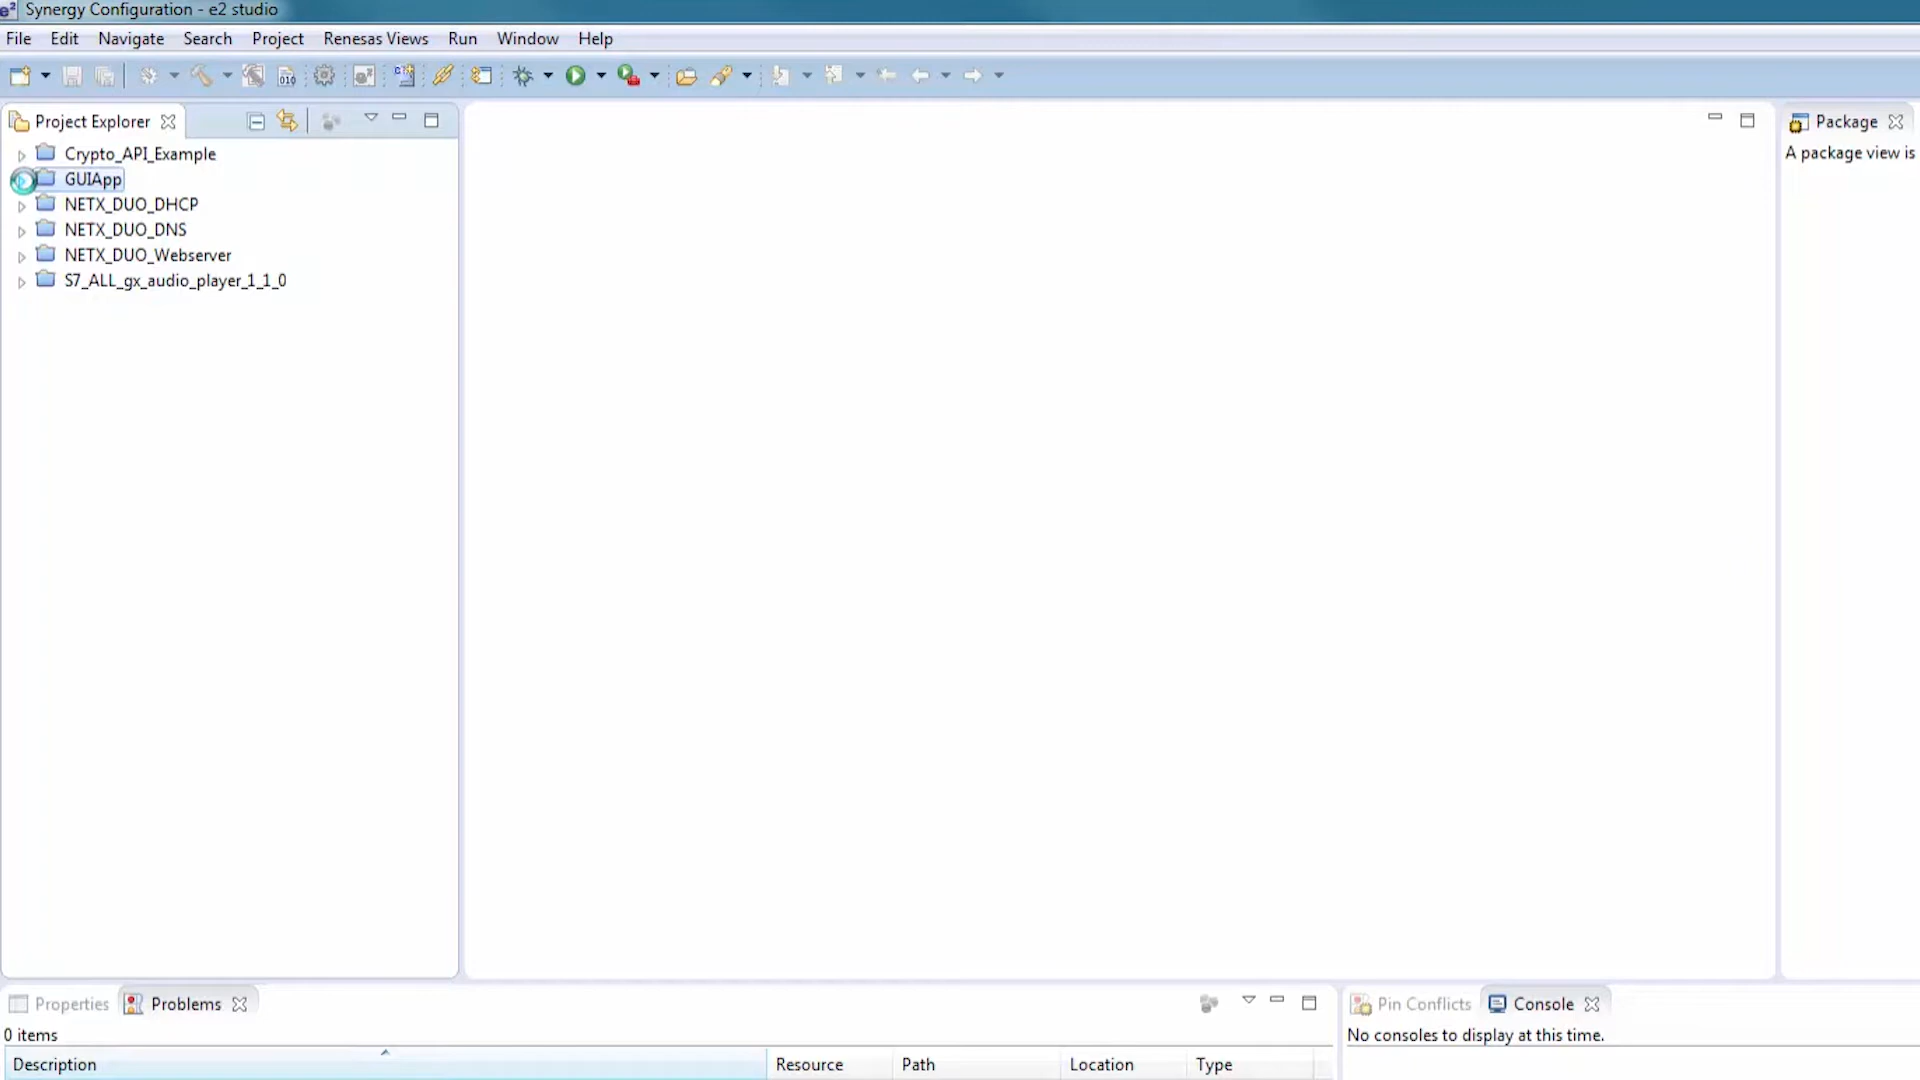 Synergy Configuration - e2 studio
File Edit Navigate Search Project Renesas Views Run Window Help
Project Explorer
Package
Crypto_API_Example
A package view is
GUIApp
NETX_DUO_DHCP
NETX_DUO_DNS
NETX_DUO_Webserver
S7_ALL_gx_audio_player_1_1_0
Properties Problems
Pin Conflicts Console
0 items
No consoles to display at this time.
Description Resource Path Location Type